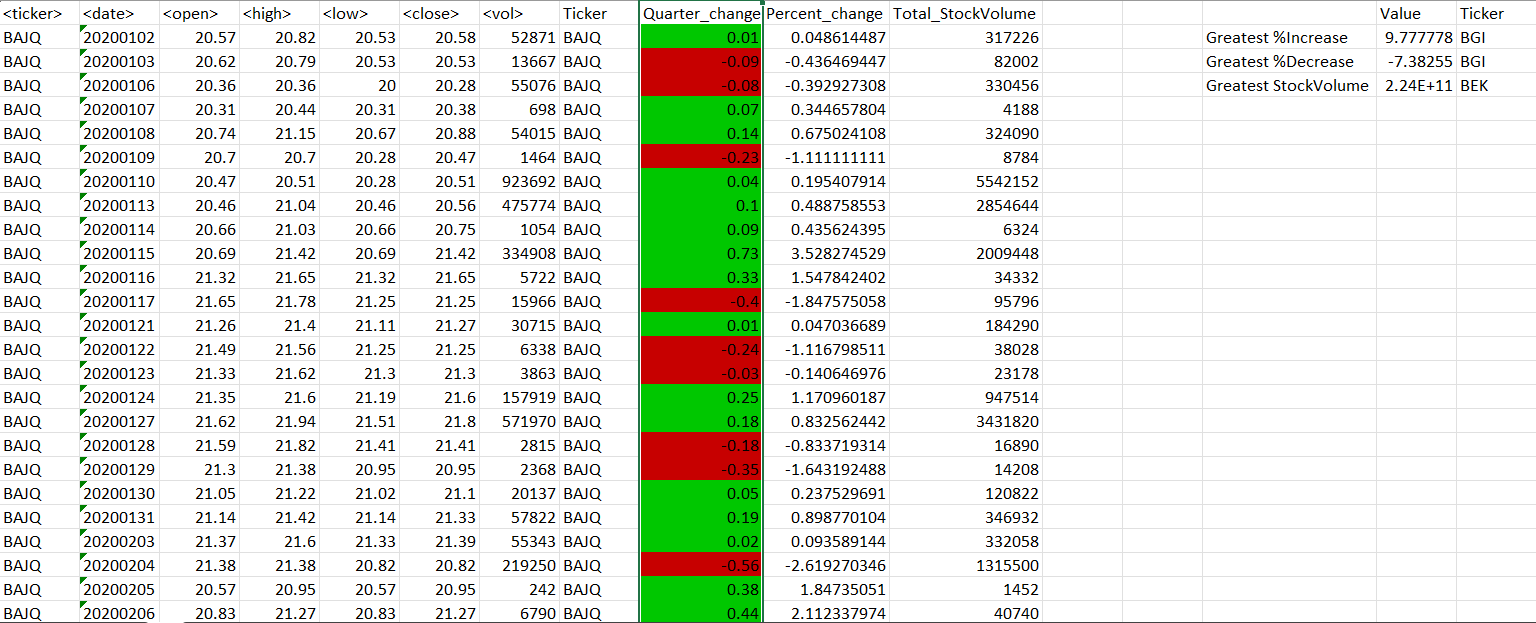 <ticker> <date> <open> <high> <low> <close> <vol> Ticker Quarter_change Percent_change Total_StockVolume Value Ticker
BAJQ 20200102 20.57 20.82 20.53 20.58 52871 BAJQ 0.01 0.048614487 317226 Greatest %Increase 9.777778 BGI
BAJQ 20200103 20.62 20.79 20.53 20.53 13667 BAJQ -0.09 -0.436469447 82002 Greatest %Decrease -7.38255 BGI
BAJQ 20200106 20.36 20.36 20 20.28 55076 BAJQ -0.08 -0.392927308 330456 Greatest StockVolume 2.24E+11 BEK
BAJQ 20200107 20.31 20.44 20.31 20.38 698 BAJQ 0.07 0.344657804 4188
BAJQ 20200108 20.74 21.15 20.67 20.88 54015 BAJQ 0.14 0.675024108 324090
BAJQ 20200109 20.7 20.7 20.28 20.47 1464 BAJQ -0.23 -1.111111111 8784
BAJQ 20200110 20.47 20.51 20.28 20.51 923692 BAJQ 0.04 0.195407914 5542152
BAJQ 20200113 20.46 21.04 20.46 20.56 475774 BAJQ 0.1 0.488758553 2854644
BAJQ 20200114 20.66 21.03 20.66 20.75 1054 BAJQ 0.09 0.435624395 6324
BAJQ 20200115 20.69 21.42 20.69 21.42 334908 BAJQ 0.73 3.528274529 2009448
BAJQ 20200116 21.32 21.65 21.32 21.65 5722 BAJQ 0.33 1.547842402 34332
BAJQ 20200117 21.65 21.78 21.25 21.25 15966 BAJQ -0.4 -1.847575058 95796
BAJQ 20200121 21.26 21.4 21.11 21.27 30715 BAJQ 0.01 0.047036689 184290
BAJQ 20200122 21.49 21.56 21.25 21.25 6338 BAJQ -0.24 -1.116798511 38028
BAJQ 20200123 21.33 21.62 21.3 21.3 3863 BAJQ -0.03 -0.140646976 23178
BAJQ 20200124 21.35 21.6 21.19 21.6 157919 BAJQ 0.25 1.170960187 947514
BAJQ 20200127 21.62 21.94 21.51 21.8 571970 BAJQ 0.18 0.832562442 3431820
BAJQ 20200128 21.59 21.82 21.41 21.41 2815 BAJQ -0.18 -0.833719314 16890
BAJQ 20200129 21.3 21.38 20.95 20.95 2368 BAJQ -0.35 -1.643192488 14208
BAJQ 20200130 21.05 21.22 21.02 21.1 20137 BAJQ 0.05 0.237529691 120822
BAJQ 20200131 21.14 21.42 21.14 21.33 57822 BAJQ 0.19 0.898770104 346932
BAJQ 20200203 21.37 21.6 21.33 21.39 55343 BAJQ 0.02 0.093589144 332058
BAJQ 20200204 21.38 21.38 20.82 20.82 219250 BAJQ -0.56 -2.619270346 1315500
BAJQ 20200205 20.57 20.95 20.57 20.95 242 BAJQ 0.38 1.84735051 1452
BAJQ 20200206 20.83 21.27 20.83 21.27 6790 BAJQ 0.44 2.112337974 40740